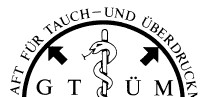 AFT FÜR TAUCH-UND ÜBERDRUCKM
G T Ü M